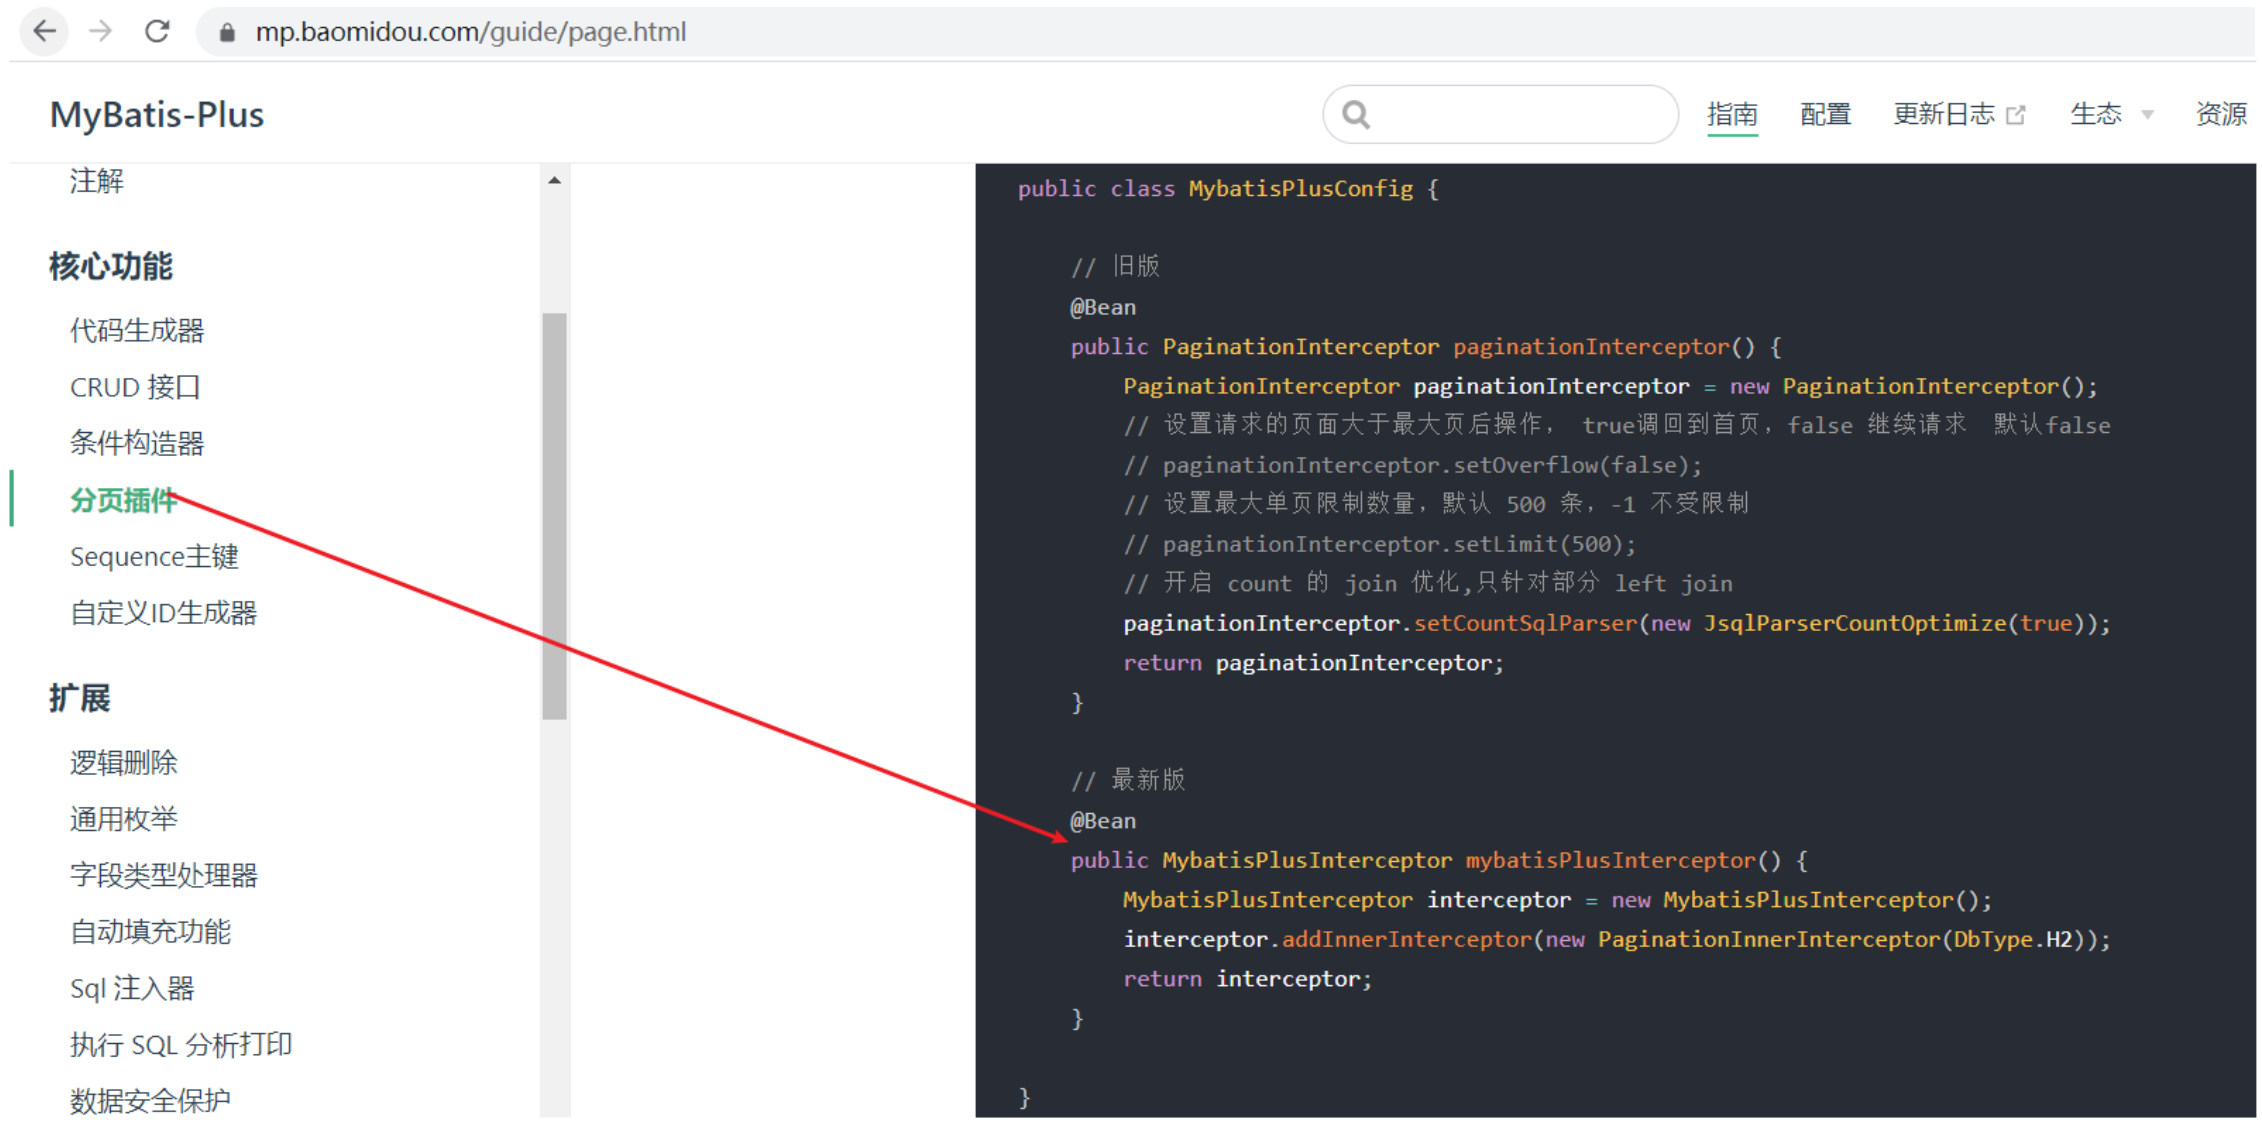 mp.baomidou.com/guide/page.html
MyBatis-Plus
指南 配置 更新日志 生态 资源
注解
核心功能
代码生成器
CRUD 接口
条件构造器
分页插件
Sequence主键
自定义ID生成器
扩展
逻辑删除
通用枚举
字段类型处理器
自动填充功能
Sql 注入器
执行 SQL 分析打印
数据安全保护
public class MybatisPlusConfig {
// 旧版
@Bean
public PaginationInterceptor paginationInterceptor() {
PaginationInterceptor paginationInterceptor = new PaginationInterceptor();
// 设置请求的页面大于最大页后操作， true调回到首页，false 继续请求  默认false
// paginationInterceptor.setOverflow(false);
// 设置最大单页限制数量，默认 500 条，-1 不受限制
// paginationInterceptor.setLimit(500);
// 开启 count 的 join 优化,只针对部分 left join
paginationInterceptor.setCountSqlParser(new JsqlParserCountOptimize(true));
return paginationInterceptor;
}
// 最新版
@Bean
public MybatisPlusInterceptor mybatisPlusInterceptor() {
MybatisPlusInterceptor interceptor = new MybatisPlusInterceptor();
interceptor.addInnerInterceptor(new PaginationInnerInterceptor(DbType.H2));
return interceptor;
}
}